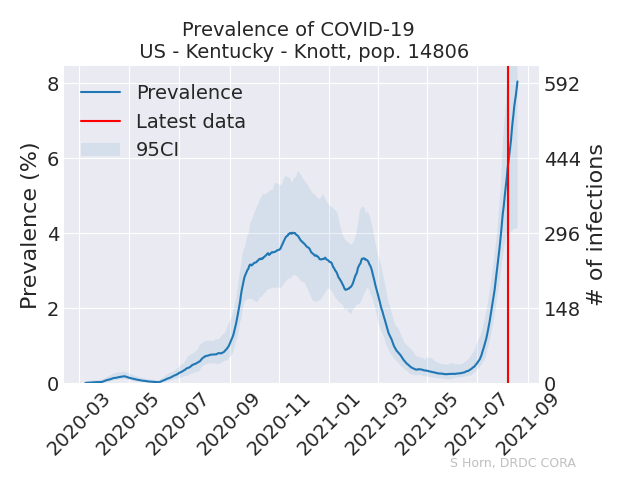 Prevalence of COVID-19
US - Kentucky - Knott, pop. 14806
Prevalence
Latest data
95CI
Prevalence (%)
8
6
4
2
0
592
444
296
148
0
# of infections
2020-03
2020-05
2020-07
2020-09
2020-11
2021-01
2021-03
2021-05
2021-07
2021-09
S Horn, DRDC CORA